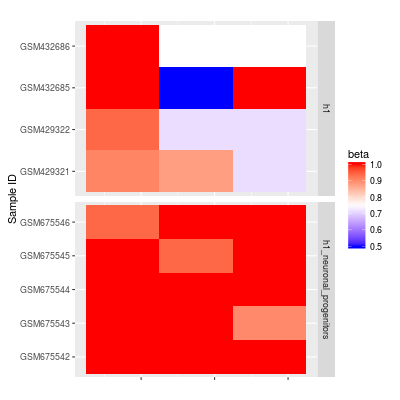 Sample ID
GSM432686
GSM432685
GSM429322
GSM429321
h1
GSM675546
GSM675545
GSM675544
GSM675543
GSM675542
h1_neuronal_progenitors
beta
1.0
0.9
0.8
0.7
0.6
0.5